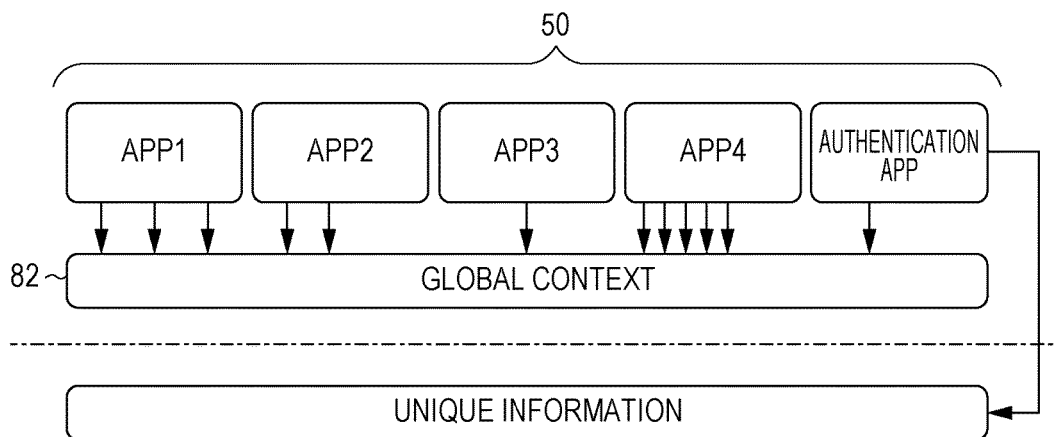 50
APP1
APP2
APP3
APP4
AUTHENTICATION
APP
82
GLOBAL CONTEXT
UNIQUE INFORMATION